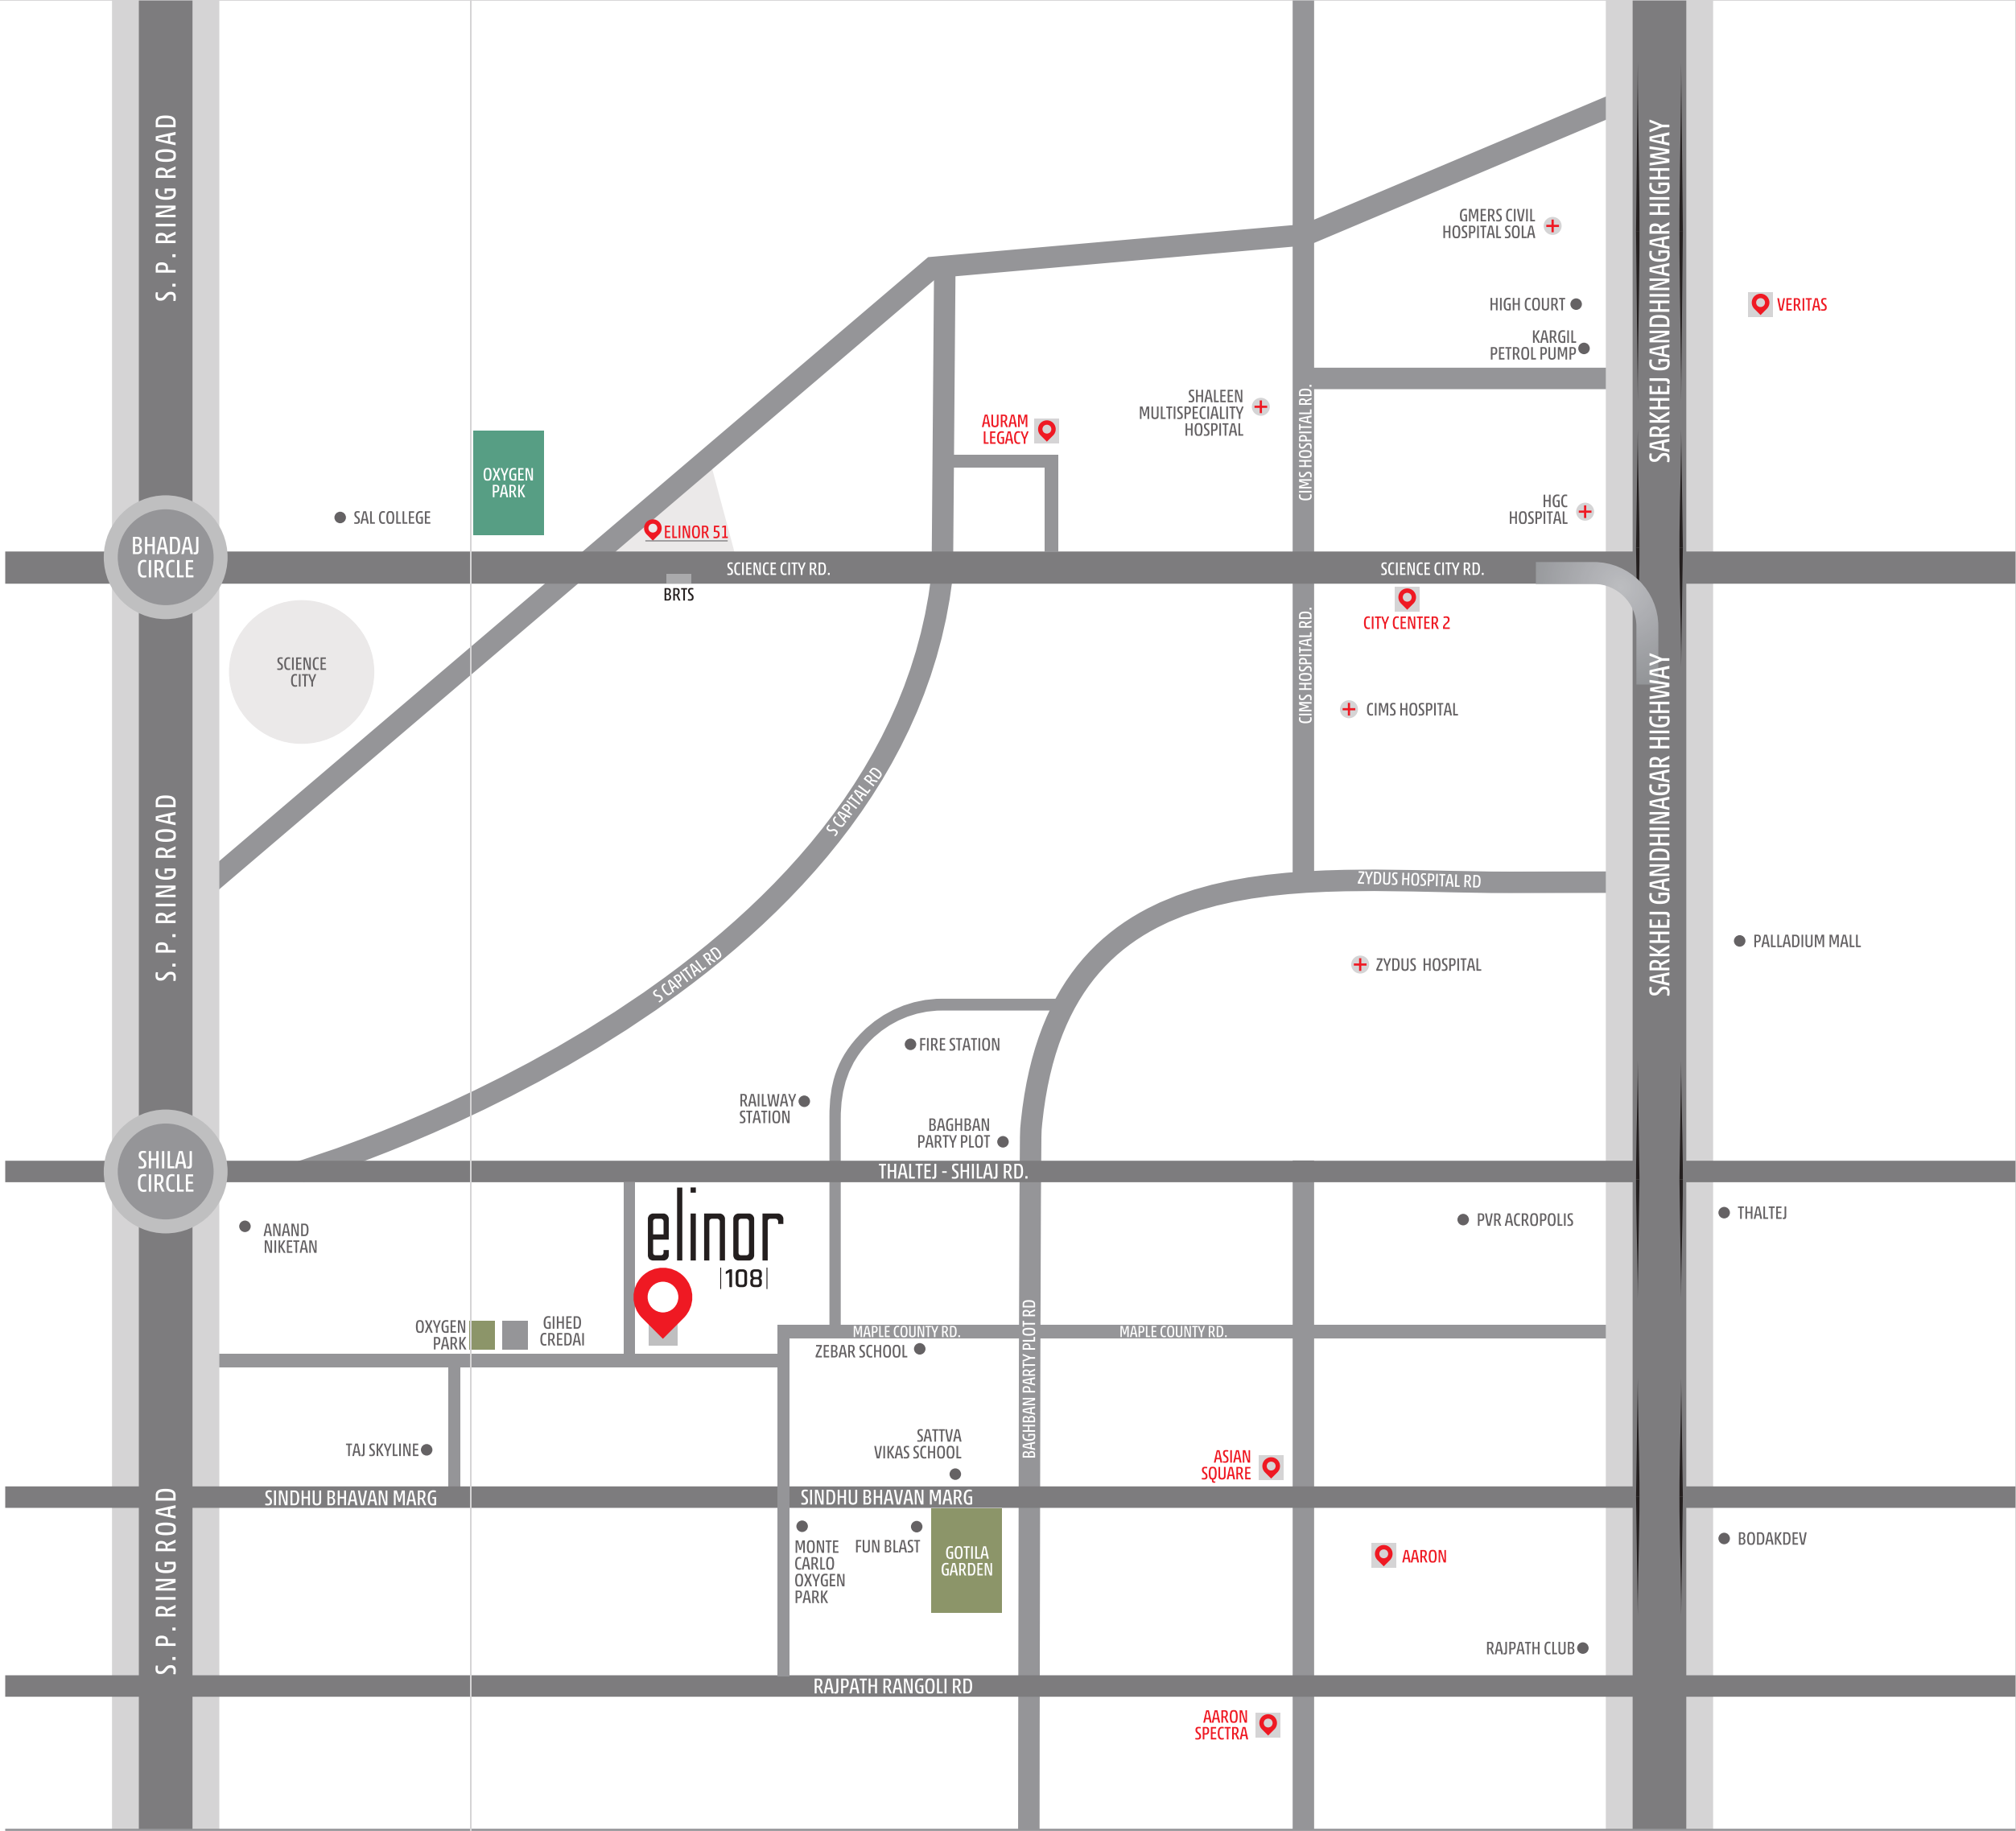 S. P. RING ROAD
SARKHEJ GANDHINAGAR HIGHWAY
GMERS CIVIL
HOSPITAL SOLA
HIGH COURT
VERITAS
KARGIL
PETROL PUMP
SHALEEN
MULTISPECIALITY
HOSPITAL
CIMS HOSPITAL RD.
AURAM
LEGACY
OXYGEN
PARK
SAL COLLEGE
ELINOR 51
HGC
HOSPITAL
BHADAJ
CIRCLE
SCIENCE CITY RD.
SCIENCE CITY RD.
BRTS
CITY CENTER 2
CIMS HOSPITAL RD.
SCIENCE
CITY
CIMS HOSPITAL
S CAPITAL RD
SARKHEJ GANDHINAGAR HIGHWAY
S. P. RING ROAD
ZYDUS HOSPITAL RD
PALLADIUM MALL
S CAPITAL RD
ZYDUS HOSPITAL
FIRE STATION
RAILWAY
STATION
BAGHBAN
PARTY PLOT
SHILAJ
CIRCLE
THALTEJ - SHILAJ RD.
ANAND
NIKETAN
elinor
|108|
PVR ACROPOLIS
THALTEJ
OXYGEN
PARK
GIHED
CREDAI
MAPLE COUNTY RD.
MAPLE COUNTY RD.
ZEBAR SCHOOL
BAGHBAN PARTY PLOT RD
TAJ SKYLINE
SATTVA
VIKAS SCHOOL
ASIAN
SQUARE
SINDHU BHAVAN MARG
SINDHU BHAVAN MARG
S. P. RING ROAD
MONTE
CARLO
OXYGEN
PARK
FUN BLAST
GOTILA
GARDEN
AARON
BODAKDEV
RAJPATH CLUB
RAJPATH RANGOLI RD
AARON
SPECTRA